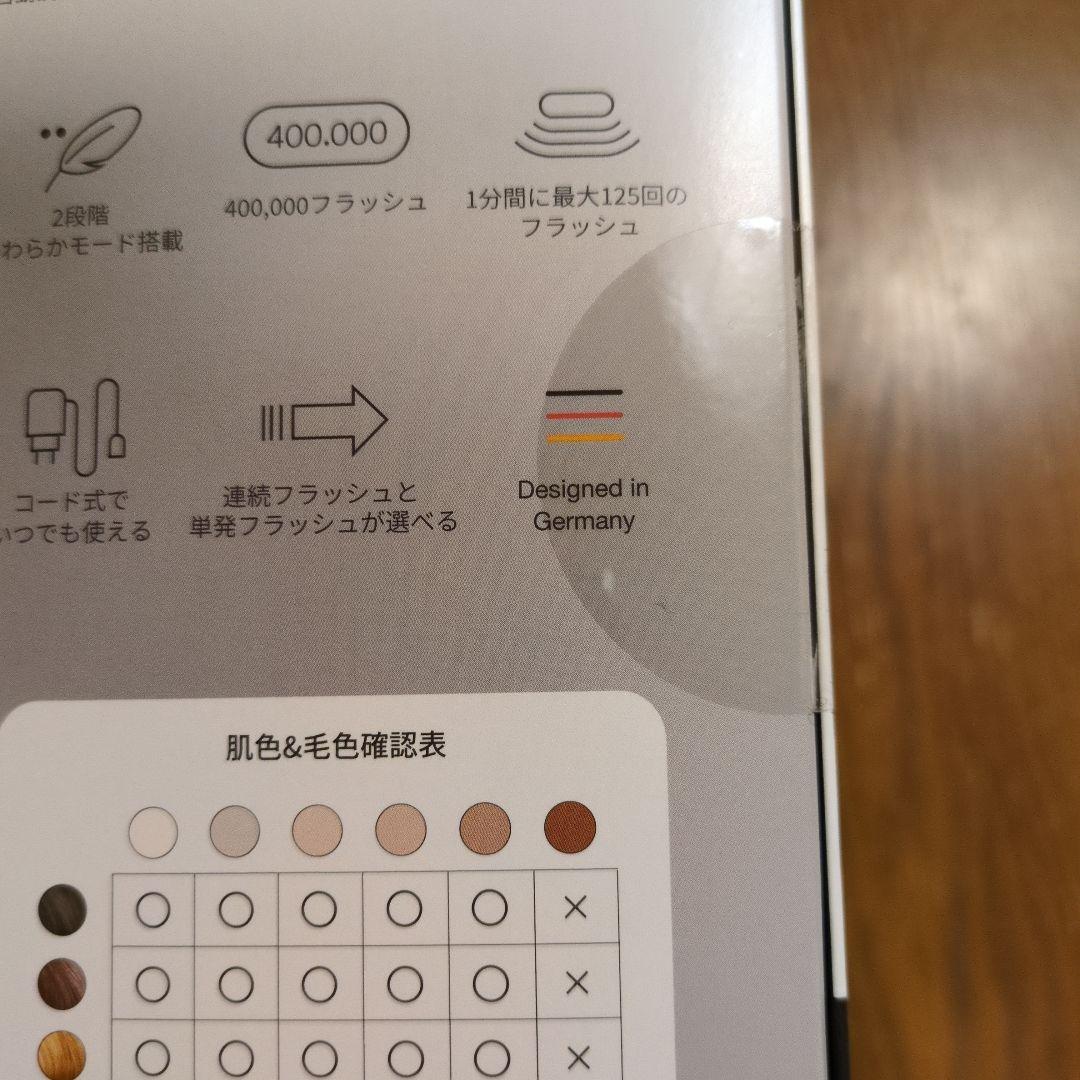 2段階
わらかモード搭載
400.000
400,000フラッシュ
1分間に最大125回の
フラッシュ
コード式で
いつでも使える
連続フラッシュと
単発フラッシュが選べる
Designed in
Germany
肌色&毛色確認表
○ ○ ○ ○ ○ ×
○ ○ ○ ○ ○ ×
○ ○ ○ ○ ○ ×